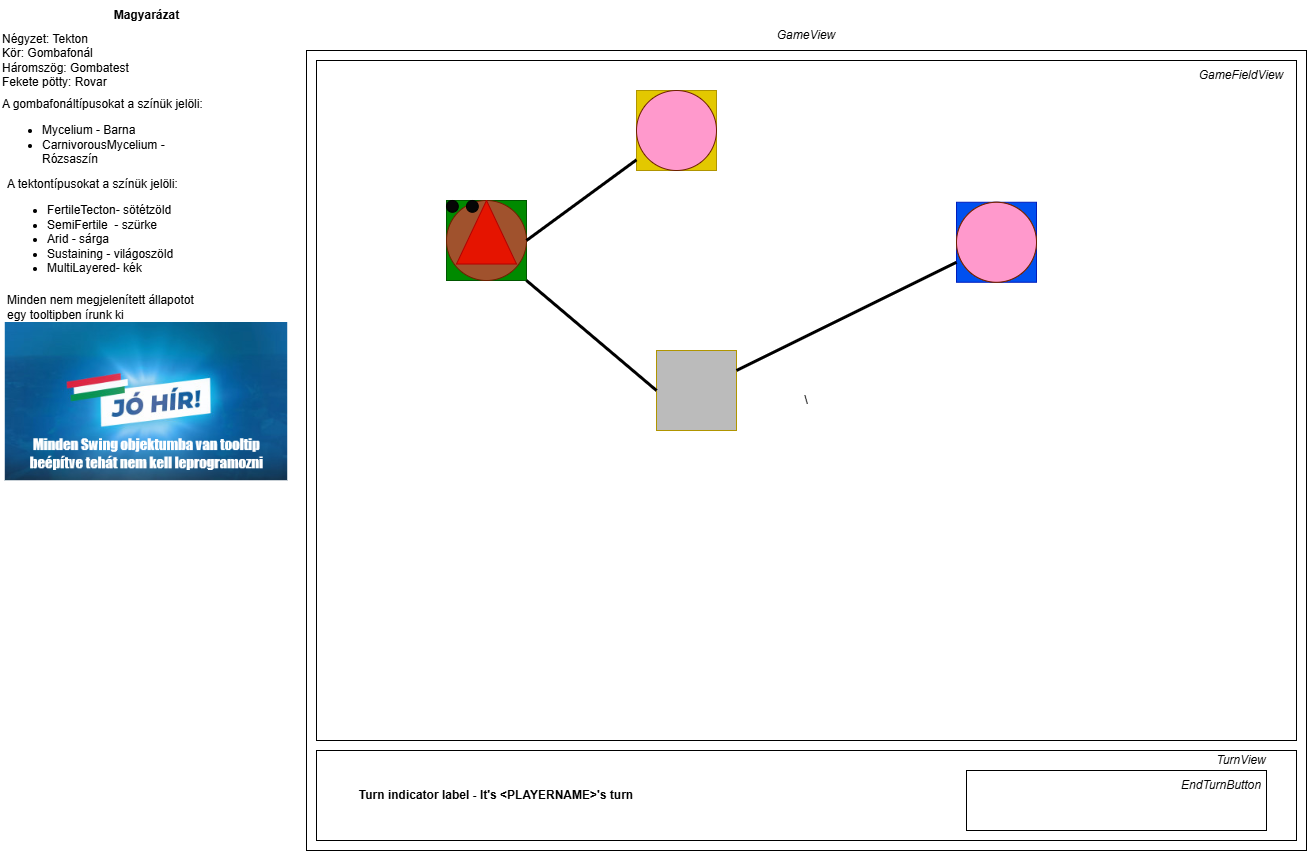 Magyarázat
Négyzet: Tekton
Kör: Gombafonál
Háromszög: Gombatest
Fekete pötty: Rovar
A gombafonáltípusokat a színük jelöli:
Mycelium - Barna
CarnivorousMycelium -
Rózsaszín
A tektontípusokat a színük jelöli:
FertileTecton- sötétzöld
SemiFertile - szürke
Arid - sárga
Sustaining - világoszöld
MultiLayered- kék
Minden nem megjelenített állapotot
egy tooltipben írunk ki
JÓ HÍR!
Minden Swing objektumba van tooltip
beépítve tehát nem kell leprogramozni
GameView
GameFieldView
\
TurnView
EndTurnButton
Turn indicator label - It's <PLAYERNAME>'s turn